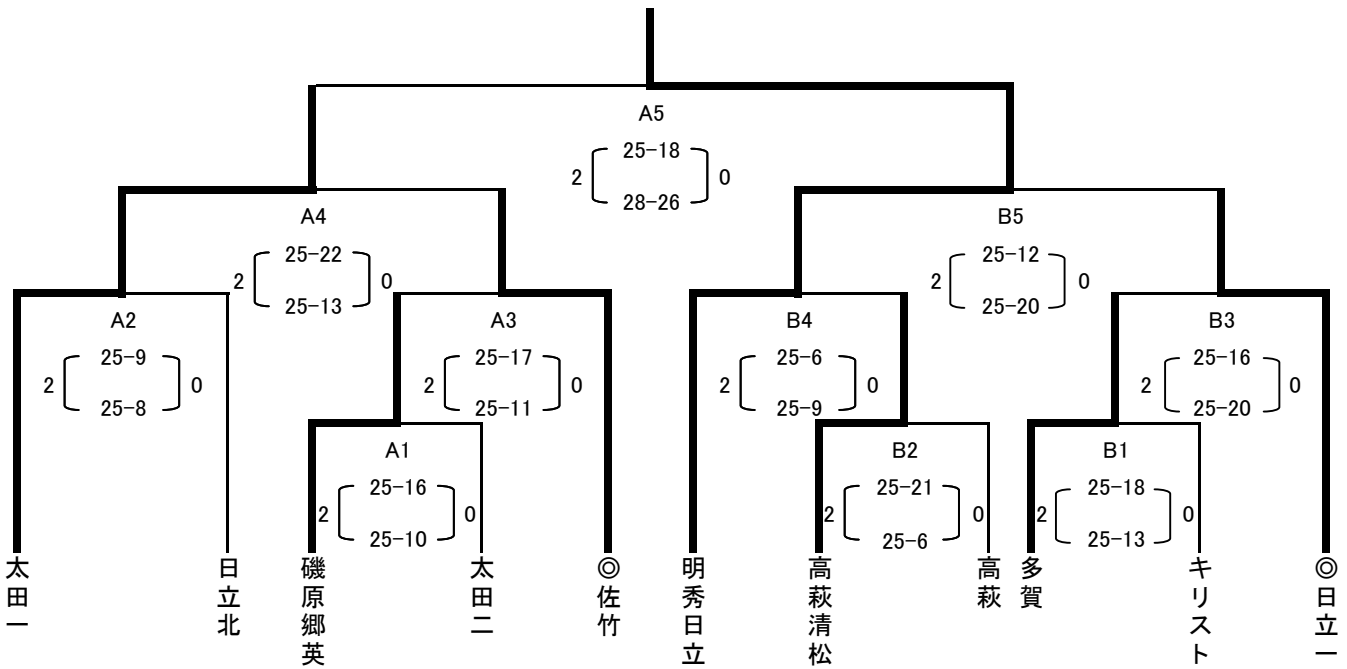 A5
25-18
2 0
28-26
A4
25-22
2 0
25-13
B5
25-12
2 0
25-20
A2
25-9
2 0
25-8
A3
25-17
2 0
25-11
B4
25-6
2 0
25-9
B3
25-16
2 0
25-20
A1
25-16
2 0
25-10
B2
25-21
2 0
25-6
B1
25-18
2 0
25-13
太田一
日立北
磯原郷英
太田二
◎佐竹
明秀日立
高萩清松
高萩
多賀
キリスト
◎日立一